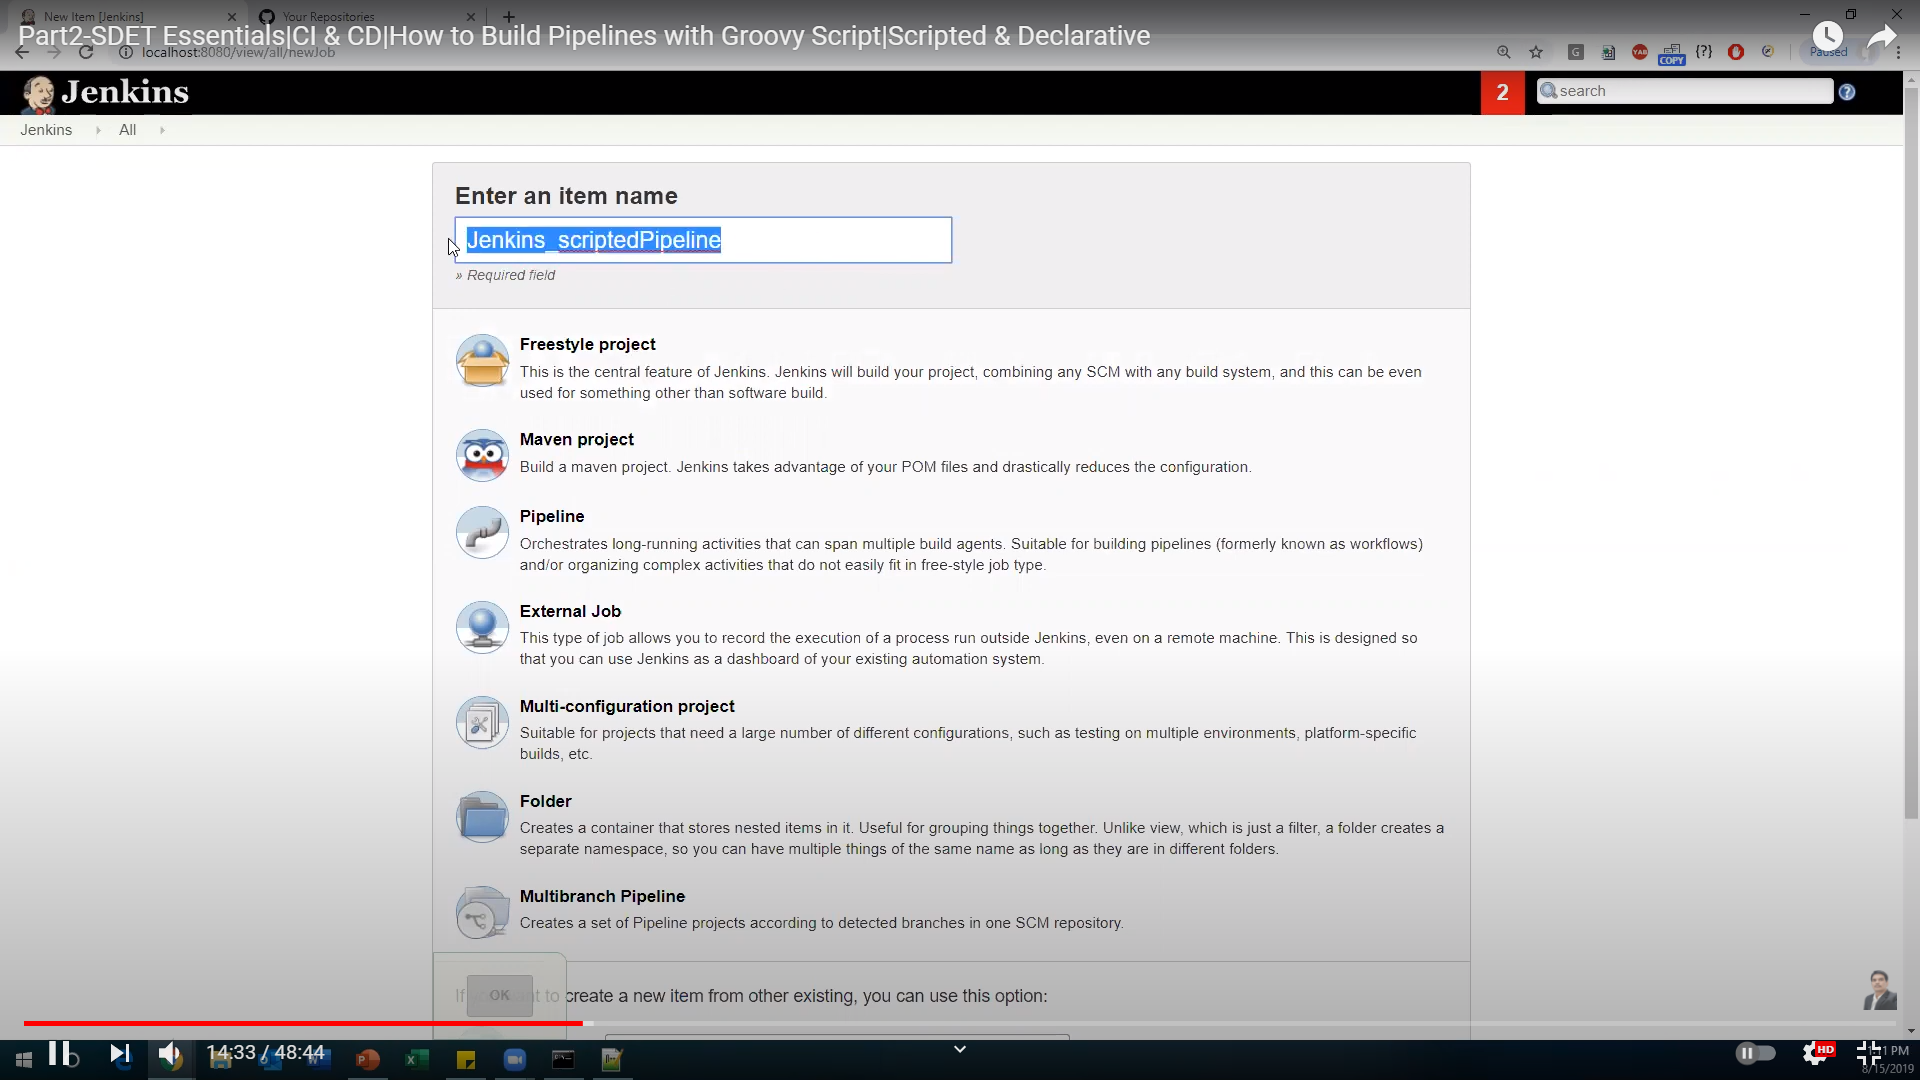 New Item [Jenkins]
Your Repositories
Part2-SDET Essentials|CI & CD|How to Build Pipelines with Groovy Script|Scripted & Declarative
localhost:8080/view/all/newJob
COPY
Paused
Jenkins
2
search
Jenkins
All
Enter an item name
Jenkins_scriptedPipeline
» Required field
Freestyle project
This is the central feature of Jenkins. Jenkins will build your project, combining any SCM with any build system, and this can be even
used for something other than software build.
Maven project
Build a maven project. Jenkins takes advantage of your POM files and drastically reduces the configuration.
Pipeline
Orchestrates long-running activities that can span multiple build agents. Suitable for building pipelines (formerly known as workflows)
and/or organizing complex activities that do not easily fit in free-style job type.
External Job
This type of job allows you to record the execution of a process run outside Jenkins, even on a remote machine. This is designed so
that you can use Jenkins as a dashboard of your existing automation system.
Multi-configuration project
Suitable for projects that need a large number of different configurations, such as testing on multiple environments, platform-specific
builds, etc.
Folder
Creates a container that stores nested items in it. Useful for grouping things together. Unlike view, which is just a filter, a folder creates a
separate namespace, so you can have multiple things of the same name as long as they are in different folders.
Multibranch Pipeline
Creates a set of Pipeline projects according to detected branches in one SCM repository.
OK
If to create a new item from other existing, you can use this option:
14:33 / 48:44
HD
PM
8/15/2019